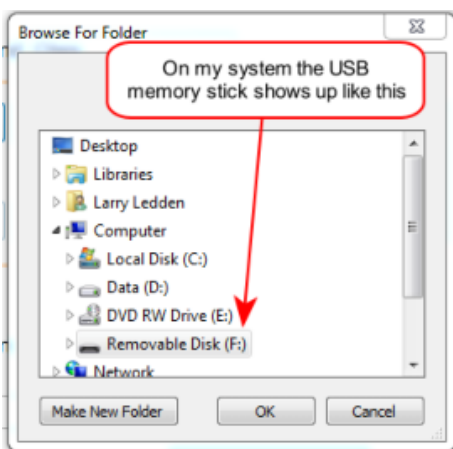 Browse For Folder
On my system the USB
memory stick shows up like this
Desktop
Libraries
Larry Ledden
Computer
Local Disk (C:)
Data (D:)
DVD RW Drive (E:)
Removable Disk (F:)
Network
Make New Folder
OK
Cancel